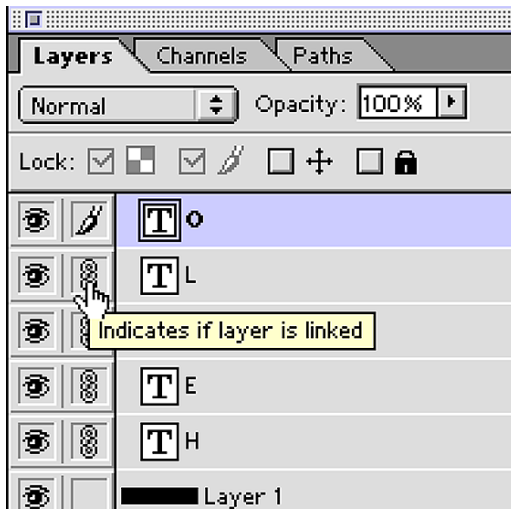 Layers Channels Paths
Normal Opacity: 100%
Lock:
T O
T L
Indicates if layer is linked
T E
T H
Layer 1